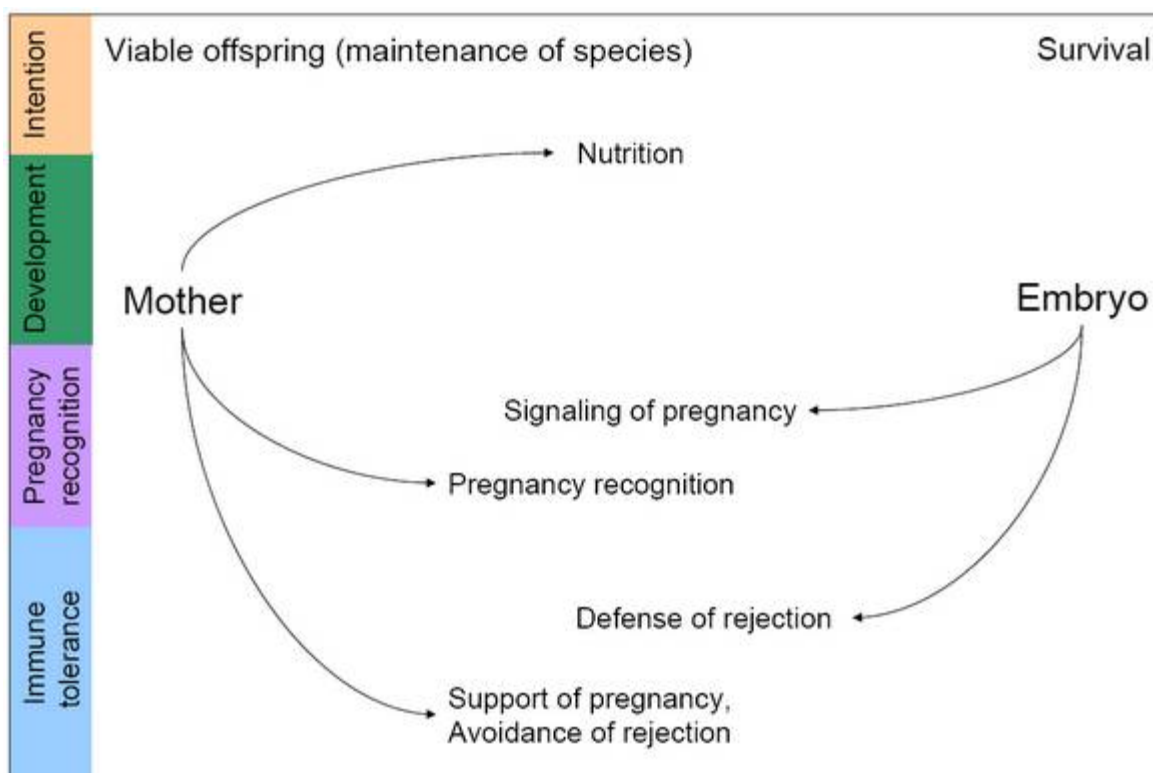 Intention
Viable offspring (maintenance of species)
Survival
Development
Nutrition
Mother
Embryo
Pregnancy
recognition
Signaling of pregnancy
Pregnancy recognition
Immune
tolerance
Defense of rejection
Support of pregnancy,
Avoidance of rejection